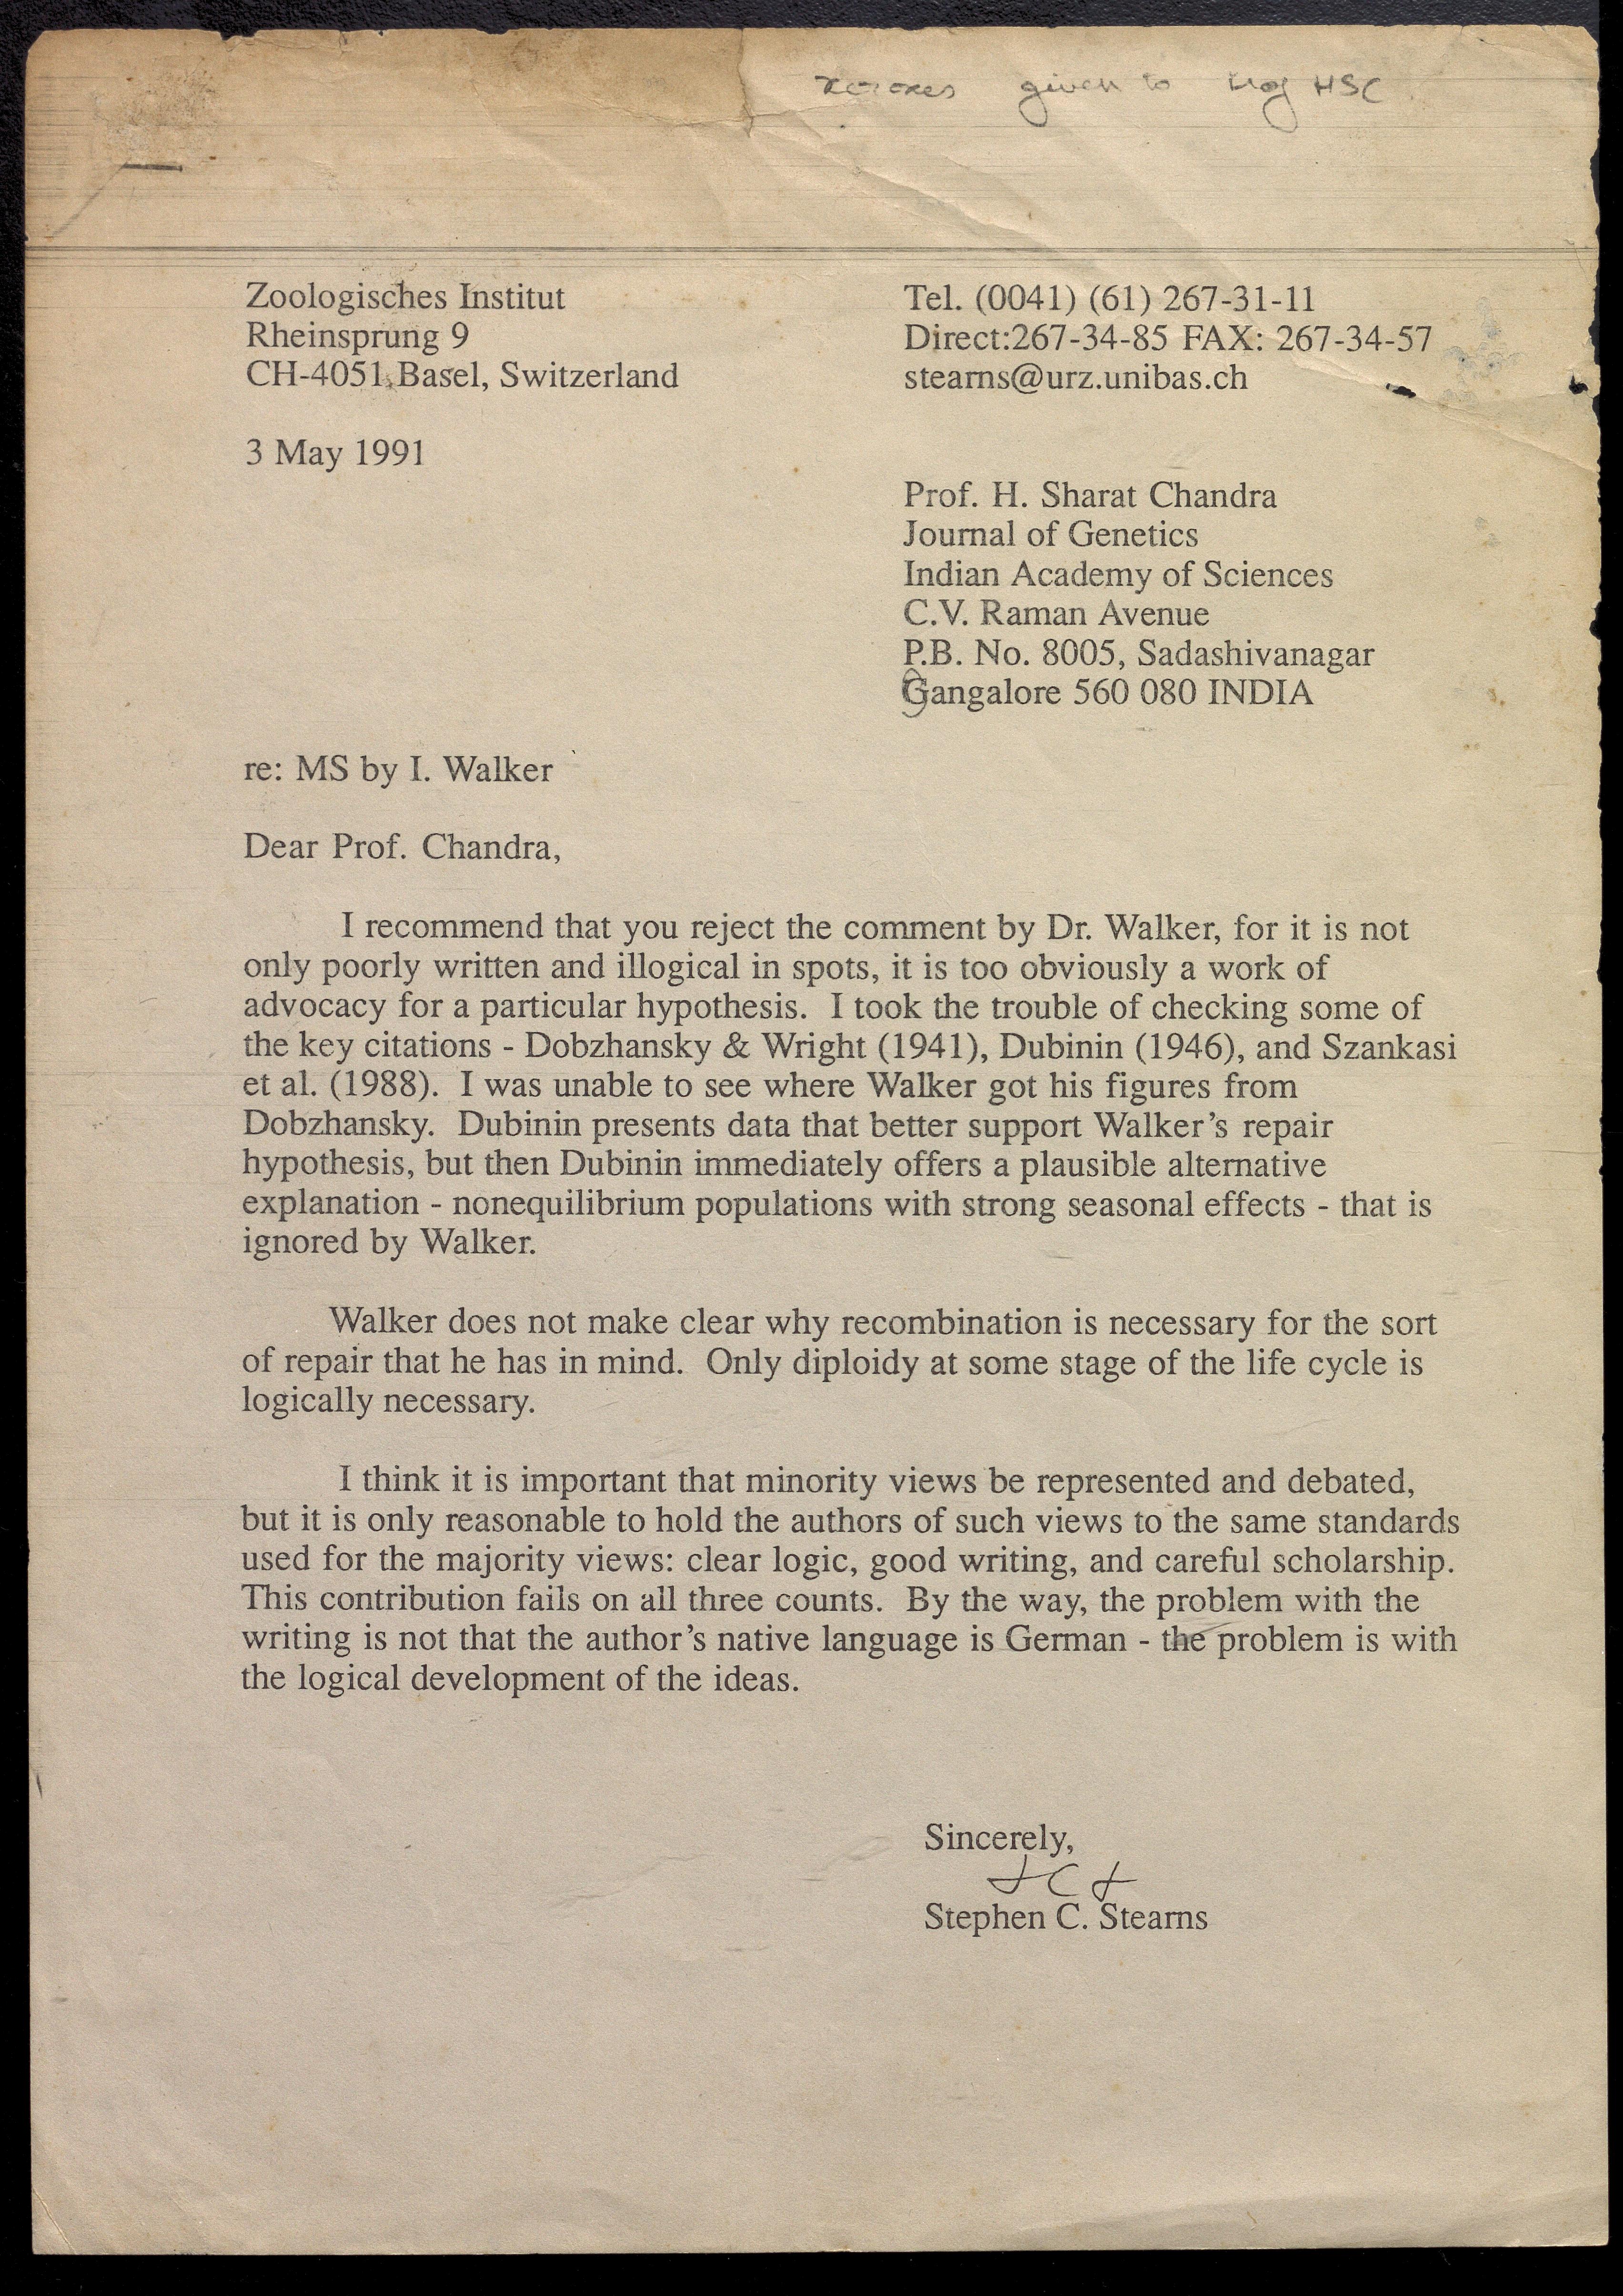 xeroxes given to Prof HSC
Zoologisches Institut
Rheinsprung 9
CH-4051 Basel, Switzerland
Tel. (0041) (61) 267-31-11
Direct:267-34-85 FAX: 267-34-57
stearns@urz.unibas.ch
3 May 1991
Prof. H. Sharat Chandra
Journal of Genetics
Indian Academy of Sciences
C.V. Raman Avenue
P.B. No. 8005, Sadashivanagar
Gangalore 560 080 INDIA
re: MS by I. Walker
Dear Prof. Chandra,
I recommend that you reject the comment by Dr. Walker, for it is not
only poorly written and illogical in spots, it is too obviously a work of
advocacy for a particular hypothesis. I took the trouble of checking some of
the key citations - Dobzhansky & Wright (1941), Dubinin (1946), and Szankasi
et al. (1988). I was unable to see where Walker got his figures from
Dobzhansky. Dubinin presents data that better support Walker's repair
hypothesis, but then Dubinin immediately offers a plausible alternative
explanation - nonequilibrium populations with strong seasonal effects - that is
ignored by Walker.
Walker does not make clear why recombination is necessary for the sort
of repair that he has in mind. Only diploidy at some stage of the life cycle is
logically necessary.
I think it is important that minority views be represented and debated,
but it is only reasonable to hold the authors of such views to the same standards
used for the majority views: clear logic, good writing, and careful scholarship.
This contribution fails on all three counts. By the way, the problem with the
writing is not that the author's native language is German - the problem is with
the logical development of the ideas.
Sincerely,
SCS
Stephen C. Stearns